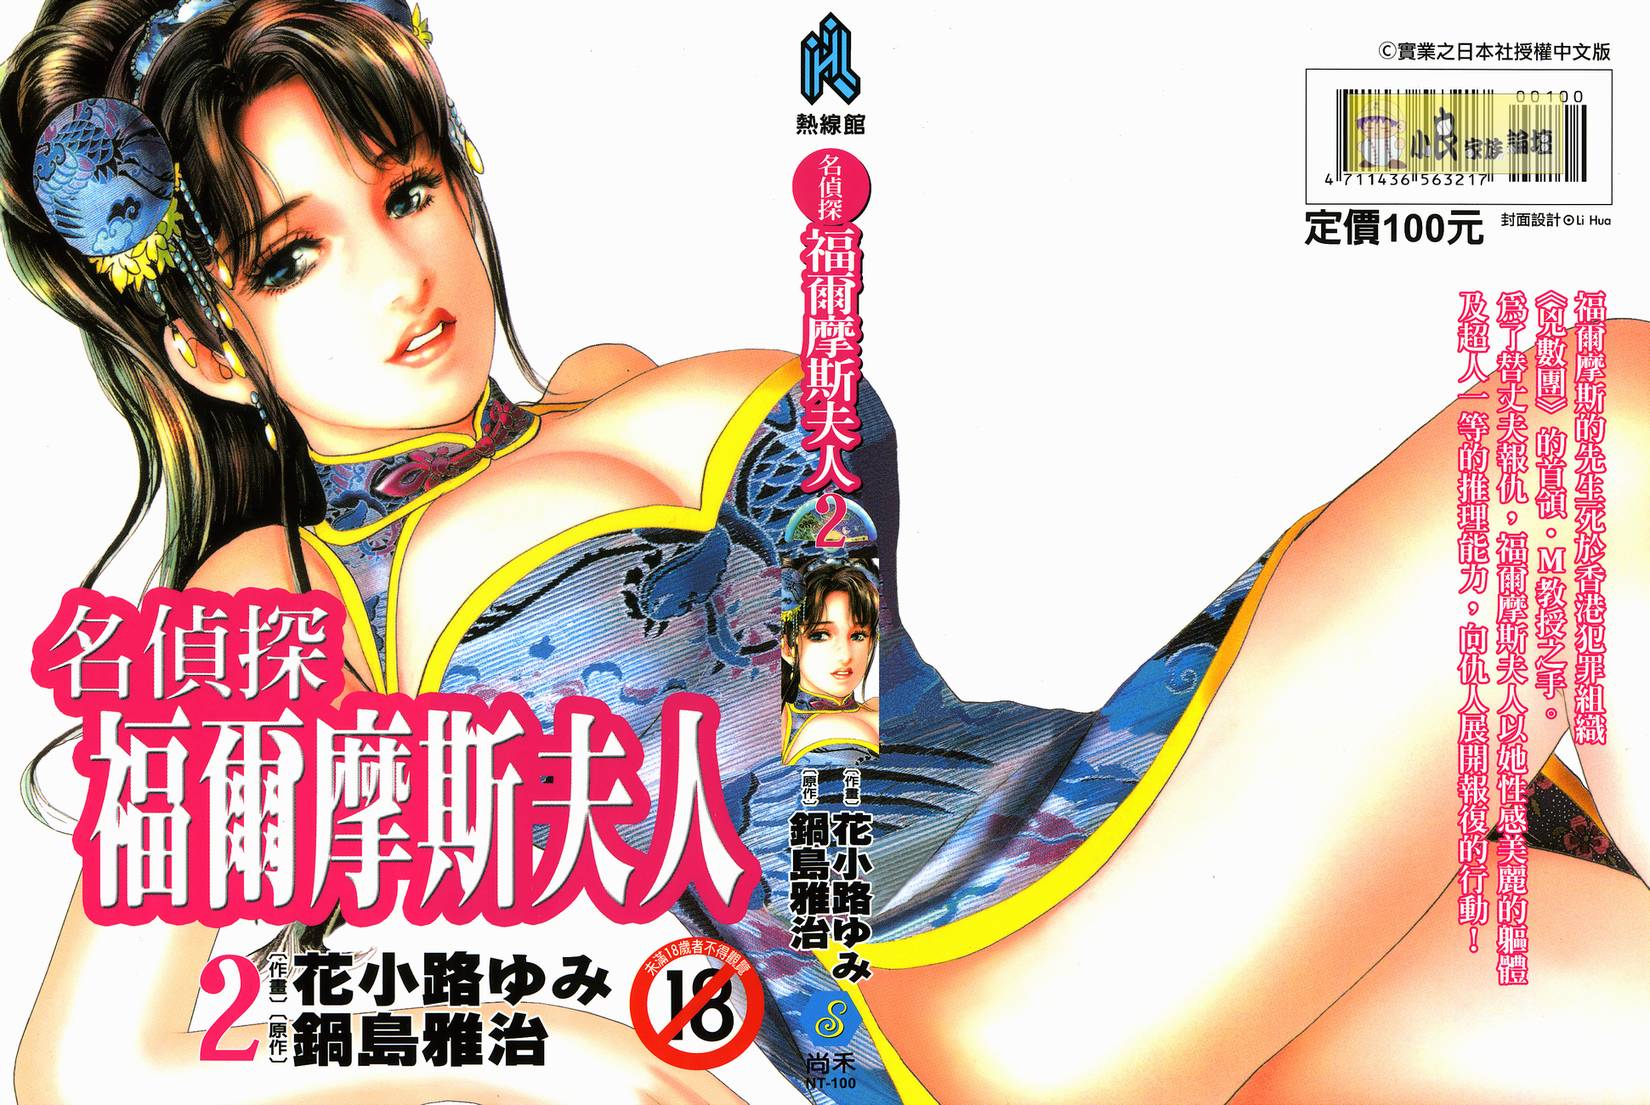 名偵探
福爾摩斯夫人
2
〔作畫〕花小路ゆみ
〔原作〕鍋島雅治
未滿18歲者不得觀覽
18
熱線館
名偵探
福爾摩斯夫人
2
〔作畫〕花小路ゆみ
〔原作〕鍋島雅治
S
尚禾
NT-100
©實業之日本社授權中文版
00100
小良家族論壇
4 711436 563217
定價100元
封面設計⊙Li Hua
福爾摩斯的先生死於香港犯罪組織
《兇數團》的首領．M教授之手。
爲了替丈夫報仇，福爾摩斯夫人以她性感美麗的軀體
及超人一等的推理能力，向仇人展開報復的行動！